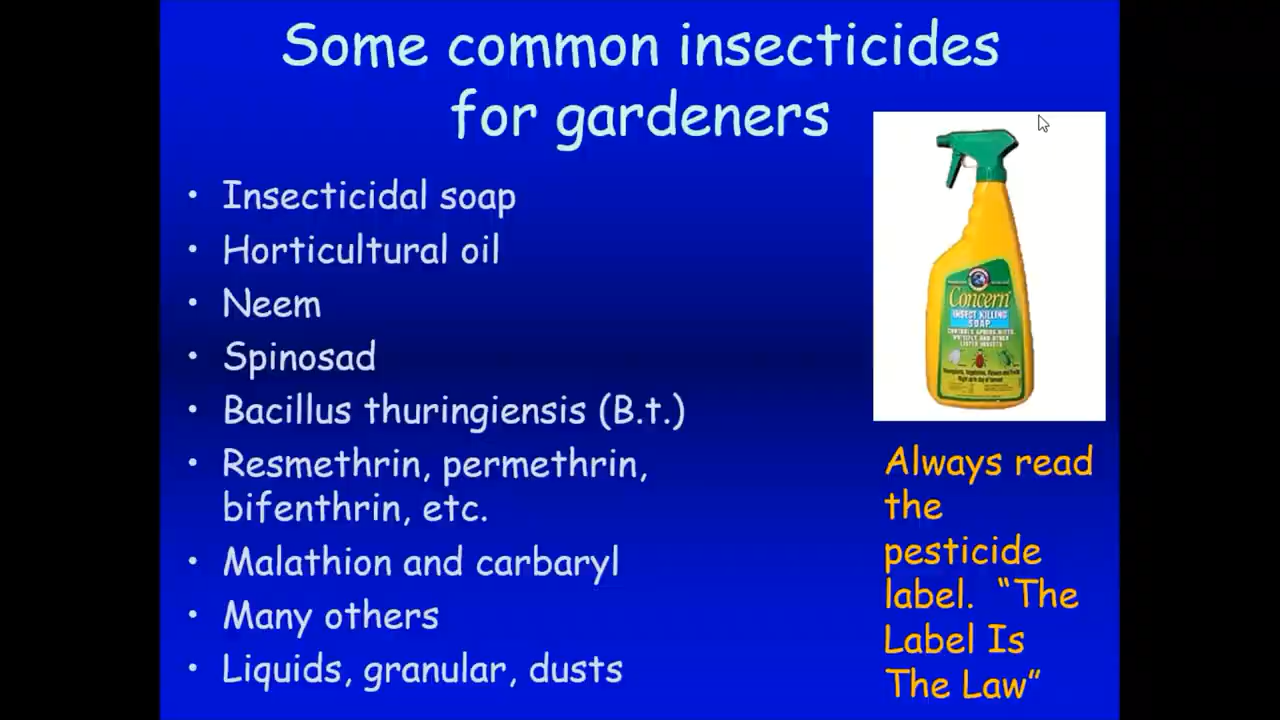 Some common insecticides
for gardeners
• Insecticidal soap
• Horticultural oil
• Neem
• Spinosad
• Bacillus thuringiensis (B.t.)
• Resmethrin, permethrin,
bifenthrin, etc.
• Malathion and carbaryl
• Many others
• Liquids, granular, dusts
Concern
INSECT KILLING
SOAP
Always read
the
pesticide
label. “The
Label Is
The Law”